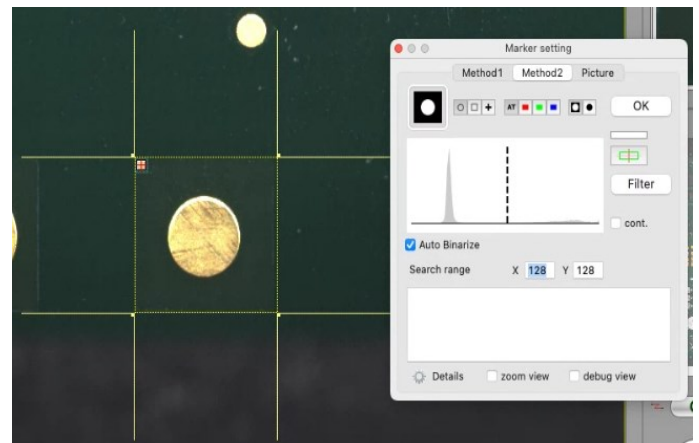 Marker setting
Method1 Method2 Picture
AT OK
Filter
cont.
Auto Binarize
Search range X 128 Y 128
Details zoom view debug view